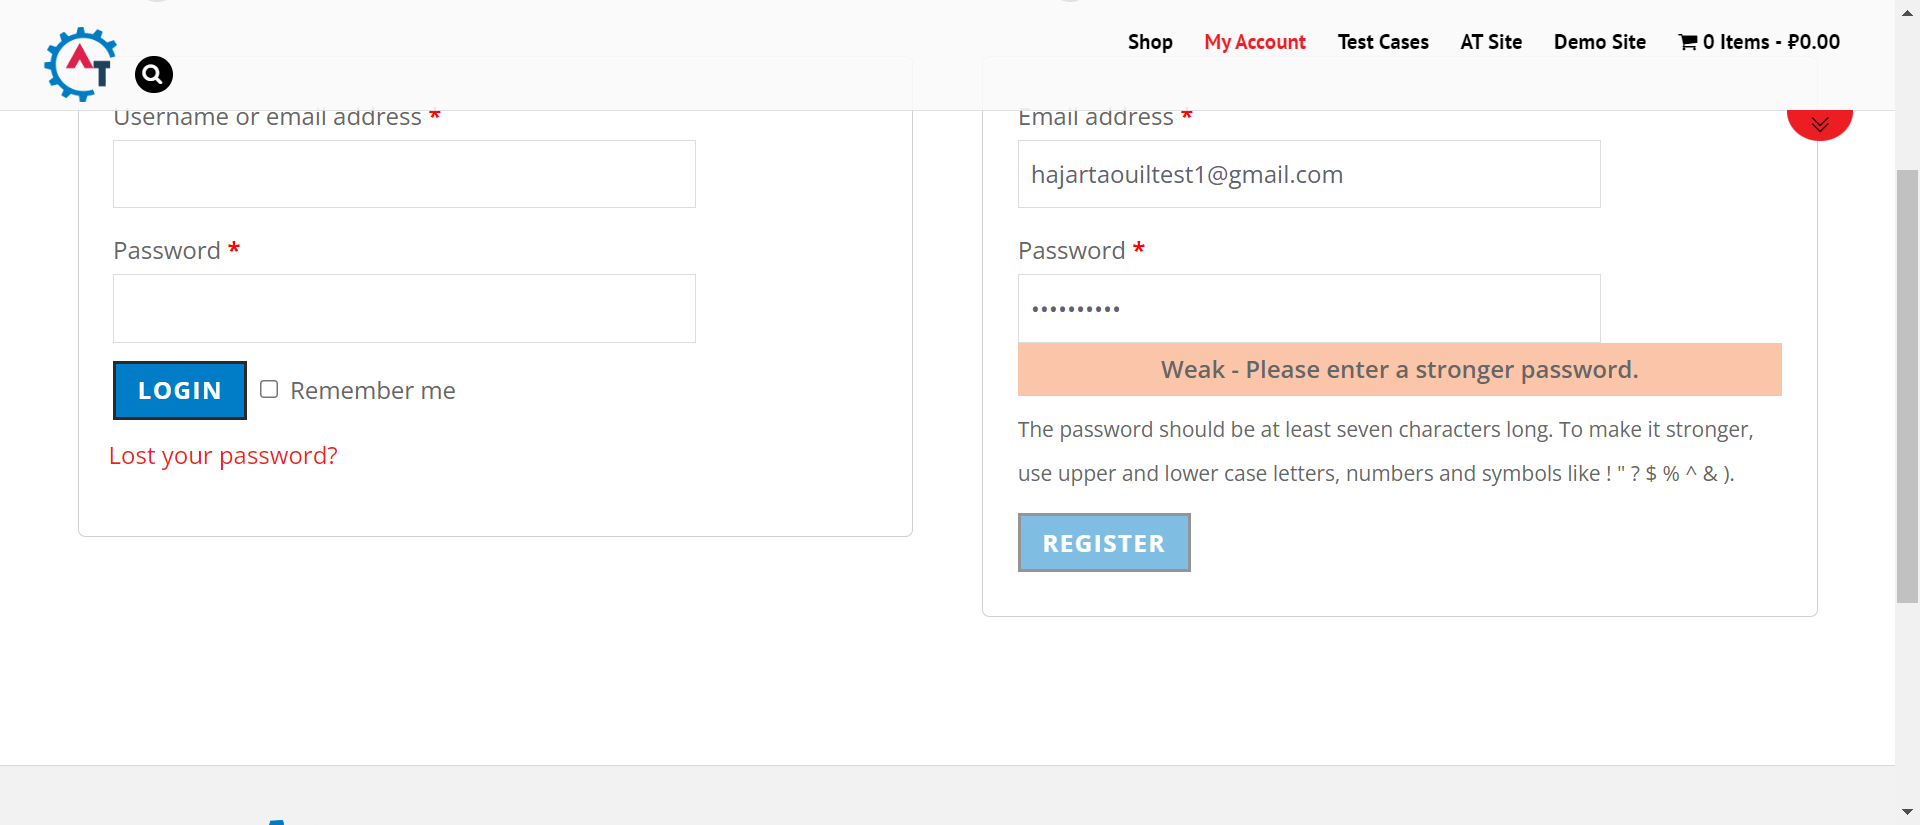 AT
Shop
My Account
Test Cases
AT Site
Demo Site
0 Items - ₽0.00
Username or email address *
Password *
LOGIN
Remember me
Lost your password?
Email address *
hajartaouiltest1@gmail.com
Password *
••••••••••
Weak - Please enter a stronger password.
The password should be at least seven characters long. To make it stronger,
use upper and lower case letters, numbers and symbols like ! " ? $ % ^ & ).
REGISTER